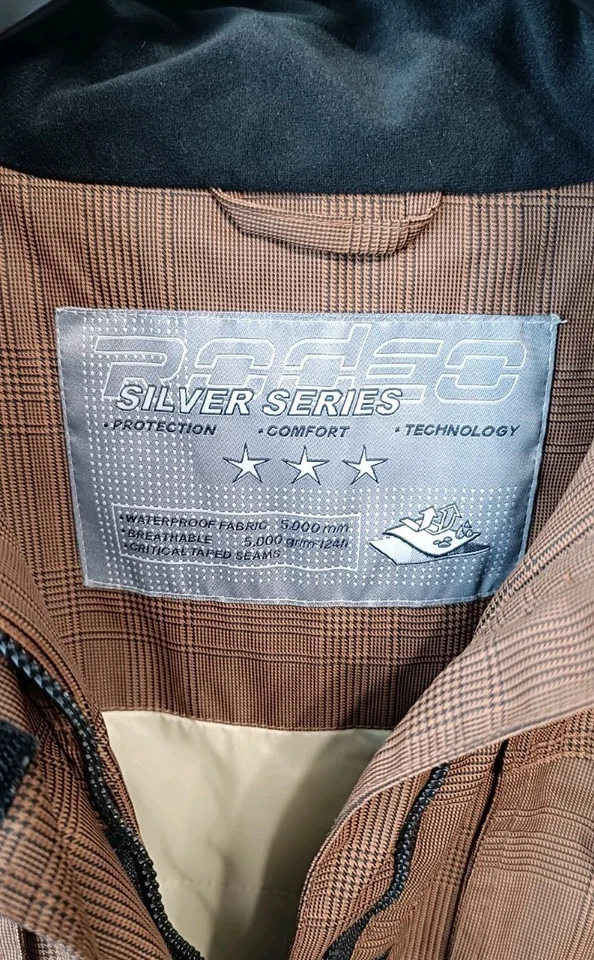 RODEO
SILVER SERIES
• PROTECTION • COMFORT • TECHNOLOGY
• WATERPROOF FABRIC 5.000 mm
• BREATHABLE 5,000 gr/m²/24h
• CRITICAL TAPED SEAMS